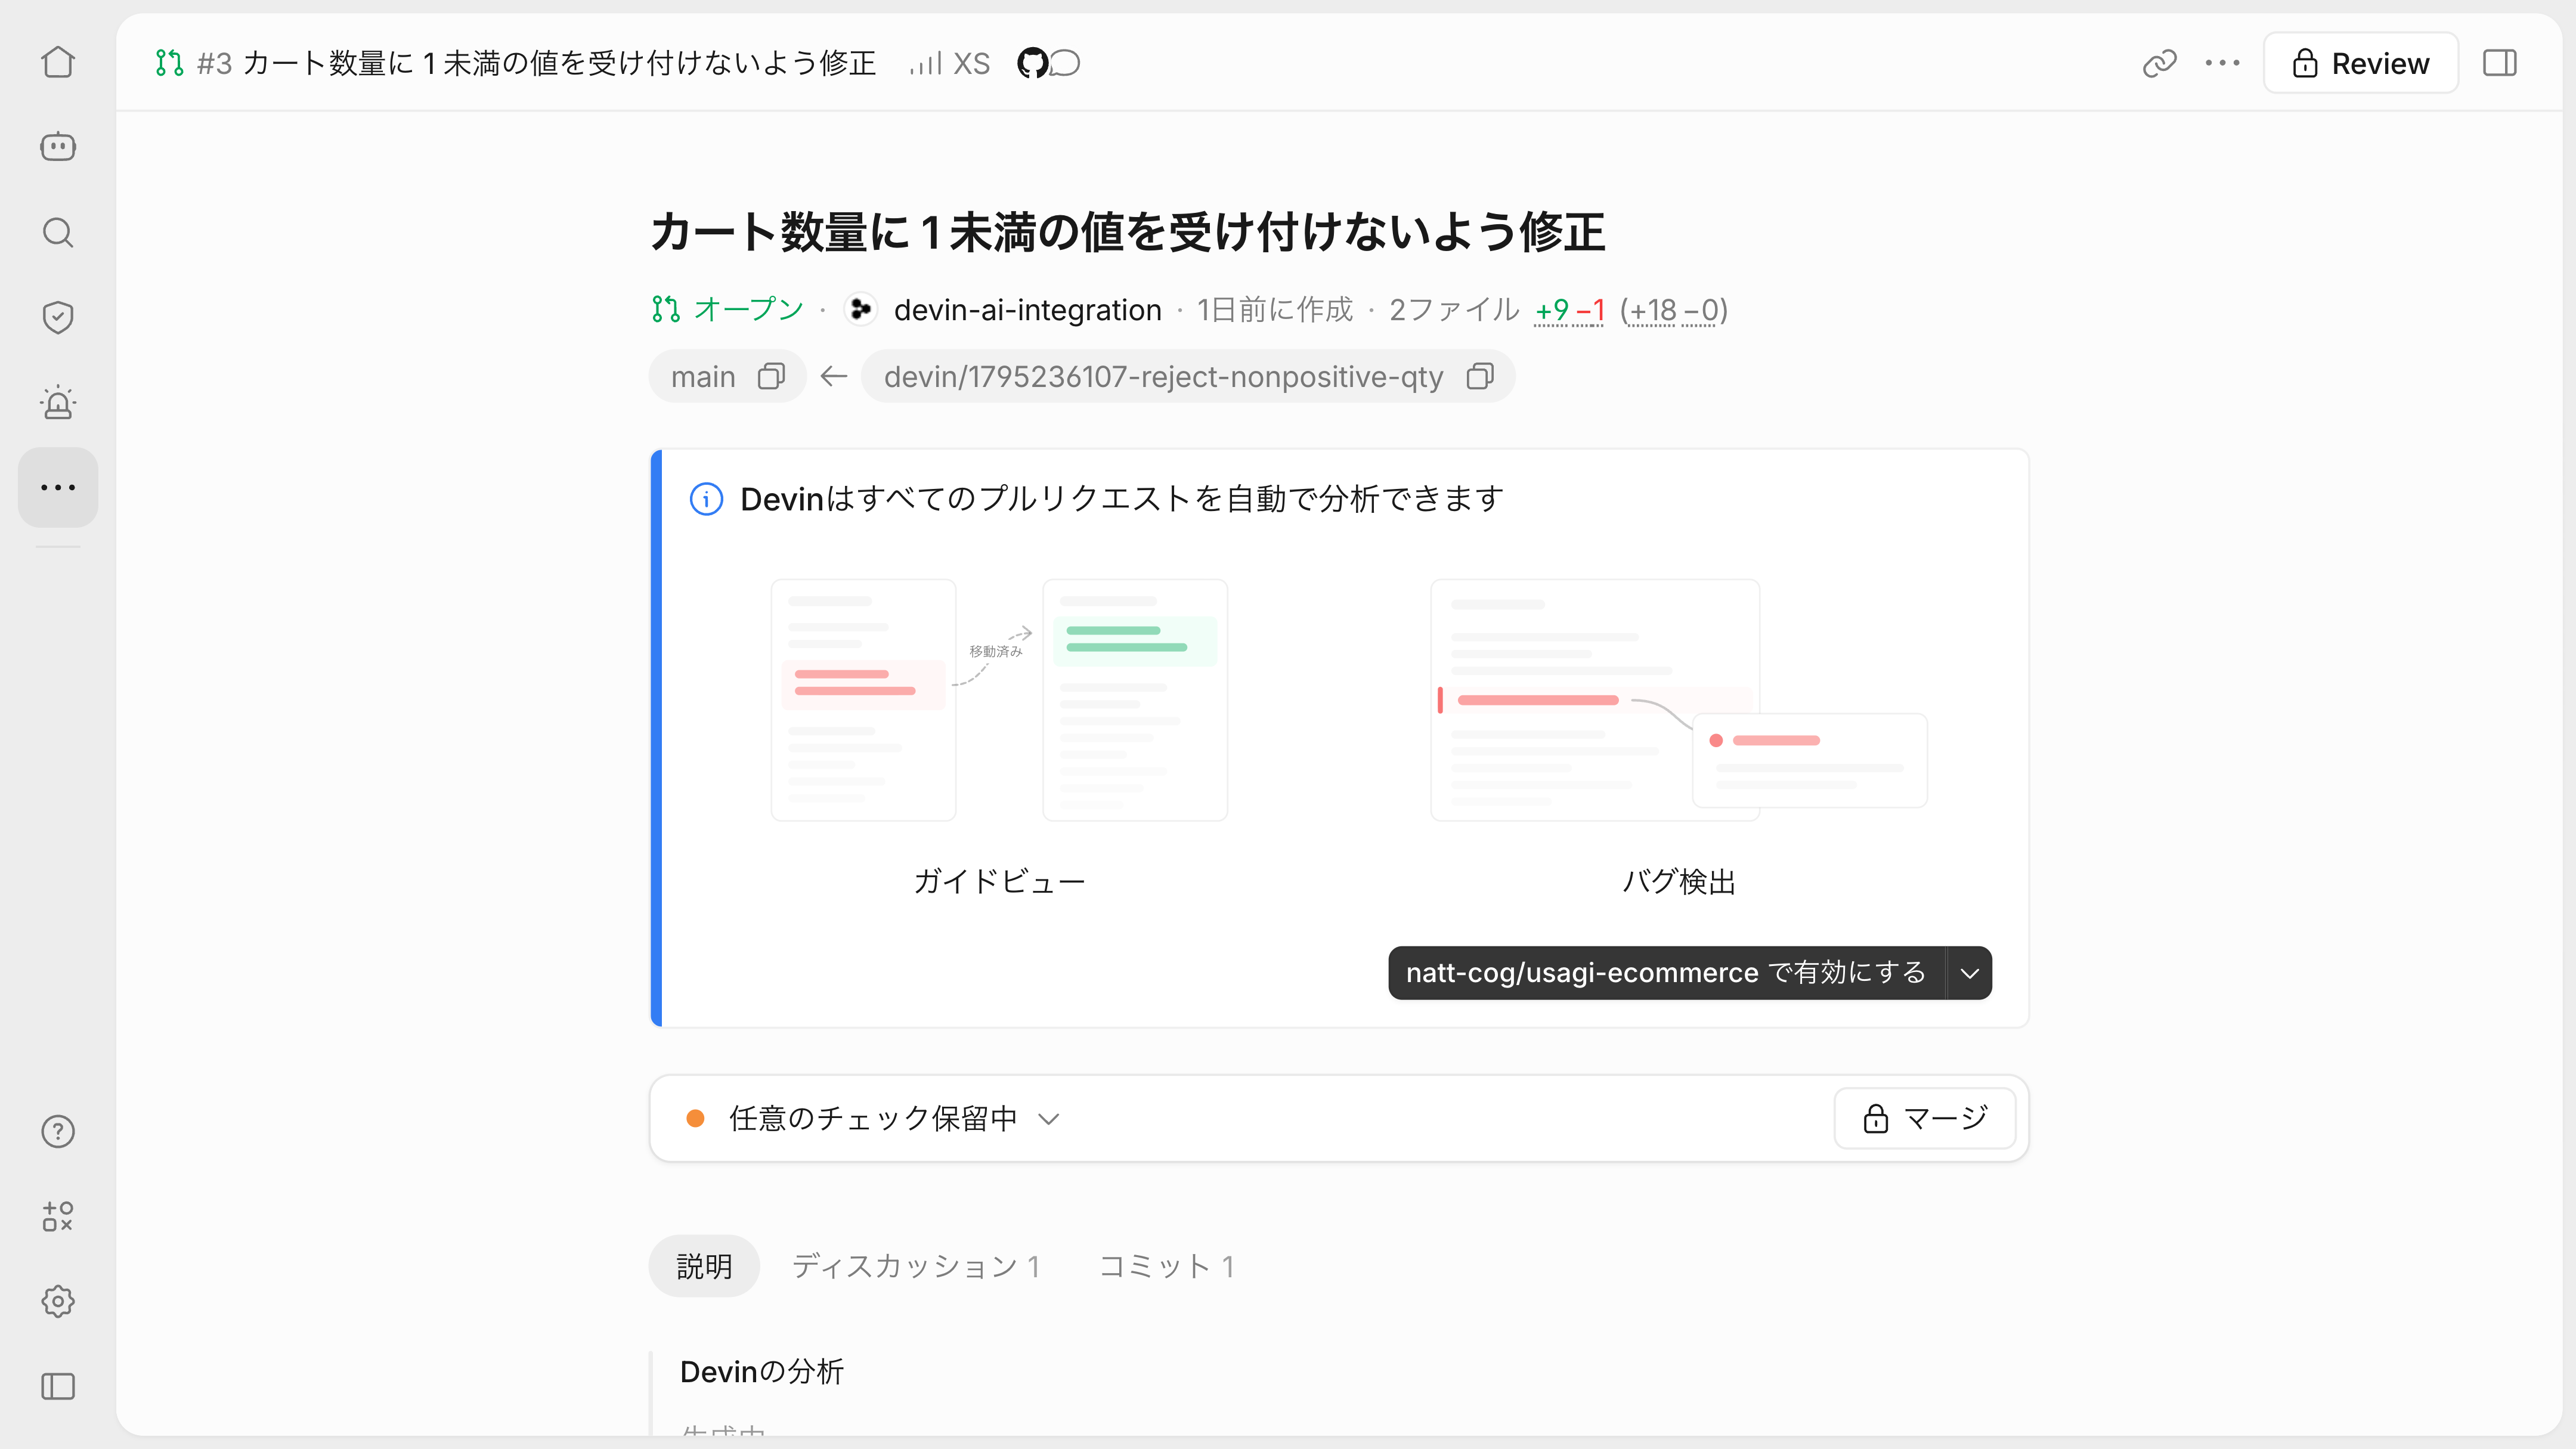 #3 カート数量に 1 未満の値を受け付けないよう修正 XS
Review
カート数量に 1 未満の値を受け付けないよう修正
オープン · devin-ai-integration · 1日前に作成 · 2ファイル +9 −1 (+18 −0)
main ← devin/1795236107-reject-nonpositive-qty
Devinはすべてのプルリクエストを自動で分析できます
移動済み
ガイドビュー
バグ検出
natt-cog/usagi-ecommerce で有効にする
任意のチェック保留中
マージ
説明 ディスカッション 1 コミット 1
Devinの分析
生成中